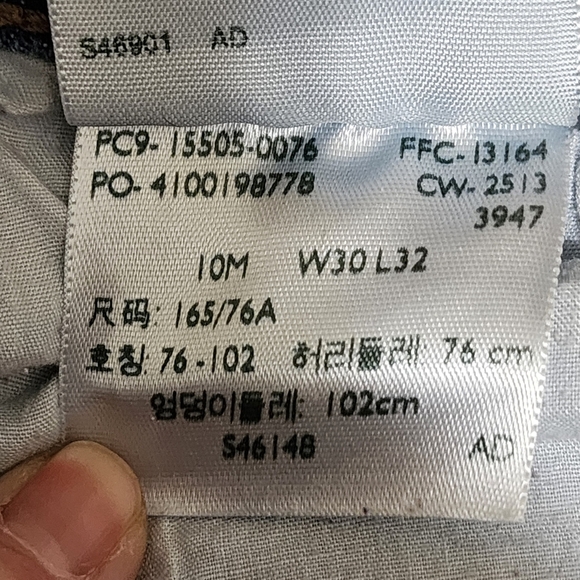 S46901 AD
PC9-15505-0076 FFC-13164
PO-4100198778 CW-2513
3947
10M W30 L32
尺码: 165/76A
호칭 76-102 허리둘레: 76 cm
엉덩이둘레: 102cm
S46148 AD